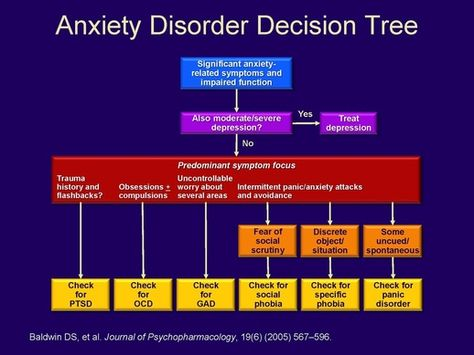 Anxiety Disorder Decision Tree
Significant anxiety-
related symptoms and
impaired function
Also moderate/severe
depression?
Yes
Treat
depression
No
Predominant symptom focus
Trauma
history and
flashbacks?
Obsessions ±
compulsions
Uncontrollable
worry about
several areas
Intermittent panic/anxiety attacks
and avoidance
Fear of
social
scrutiny
Discrete
object/
situation
Some
uncued/
spontaneous
Check
for
PTSD
Check
for
OCD
Check
for
GAD
Check for
social
phobia
Check for
specific
phobia
Check for
panic
disorder
Baldwin DS, et al. Journal of Psychopharmacology, 19(6) (2005) 567–596.